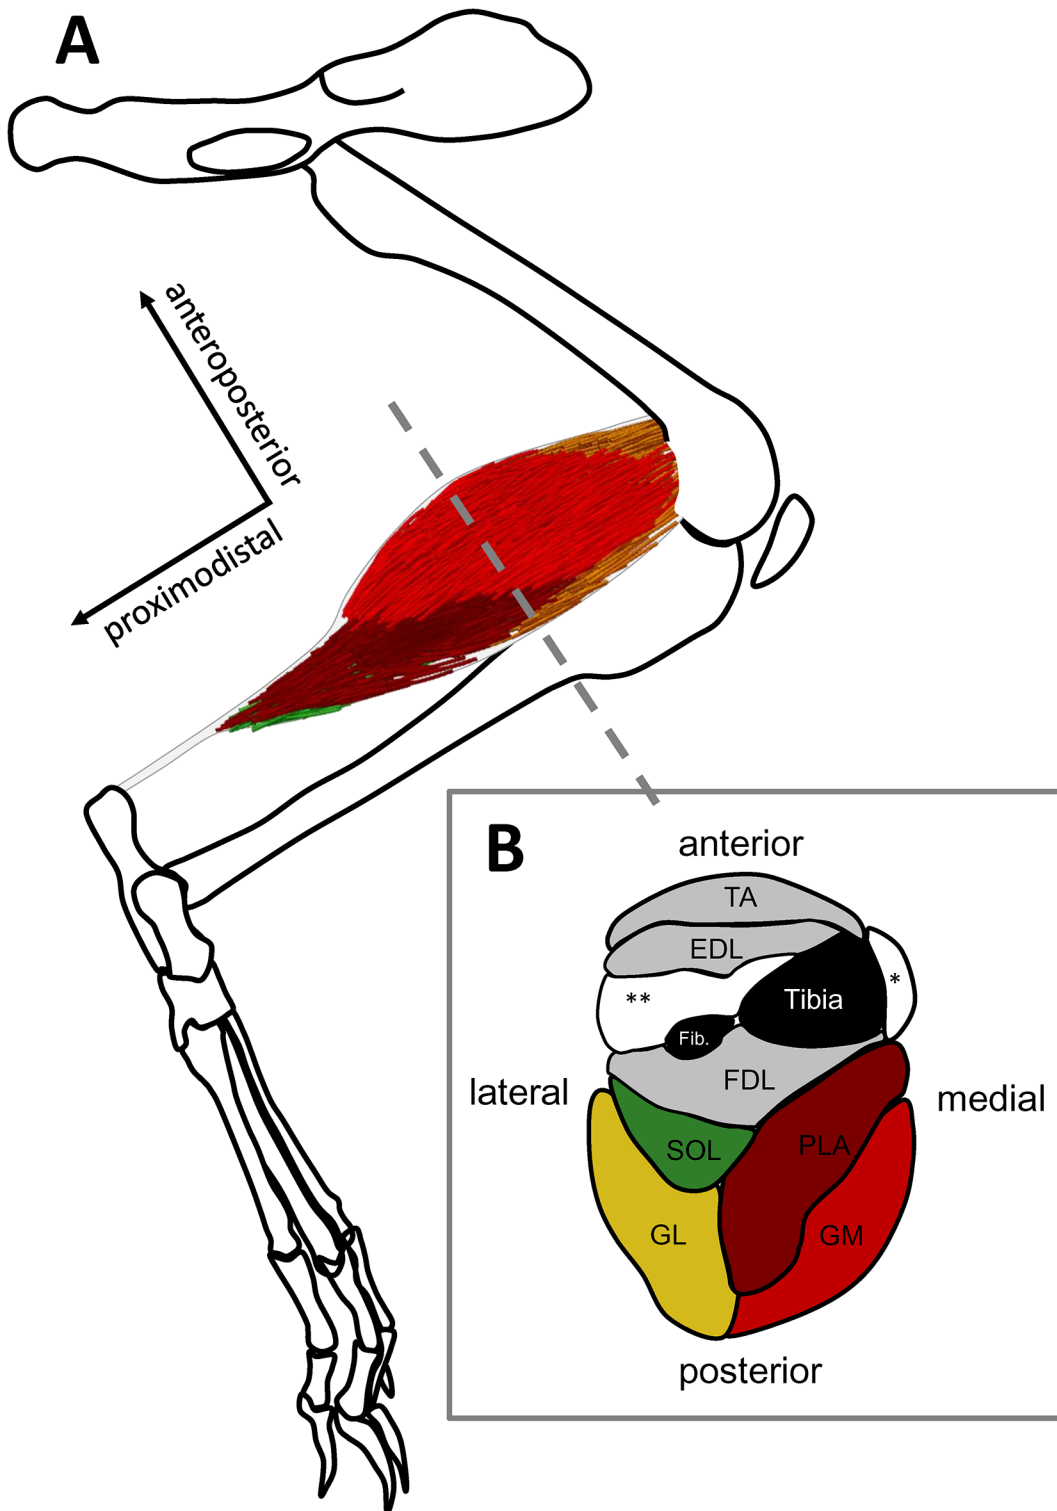 A
anteroposterior
proximodistal
B
anterior
TA
EDL
**
*
Tibia
Fib.
FDL
lateral
medial
SOL
PLA
GL
GM
posterior